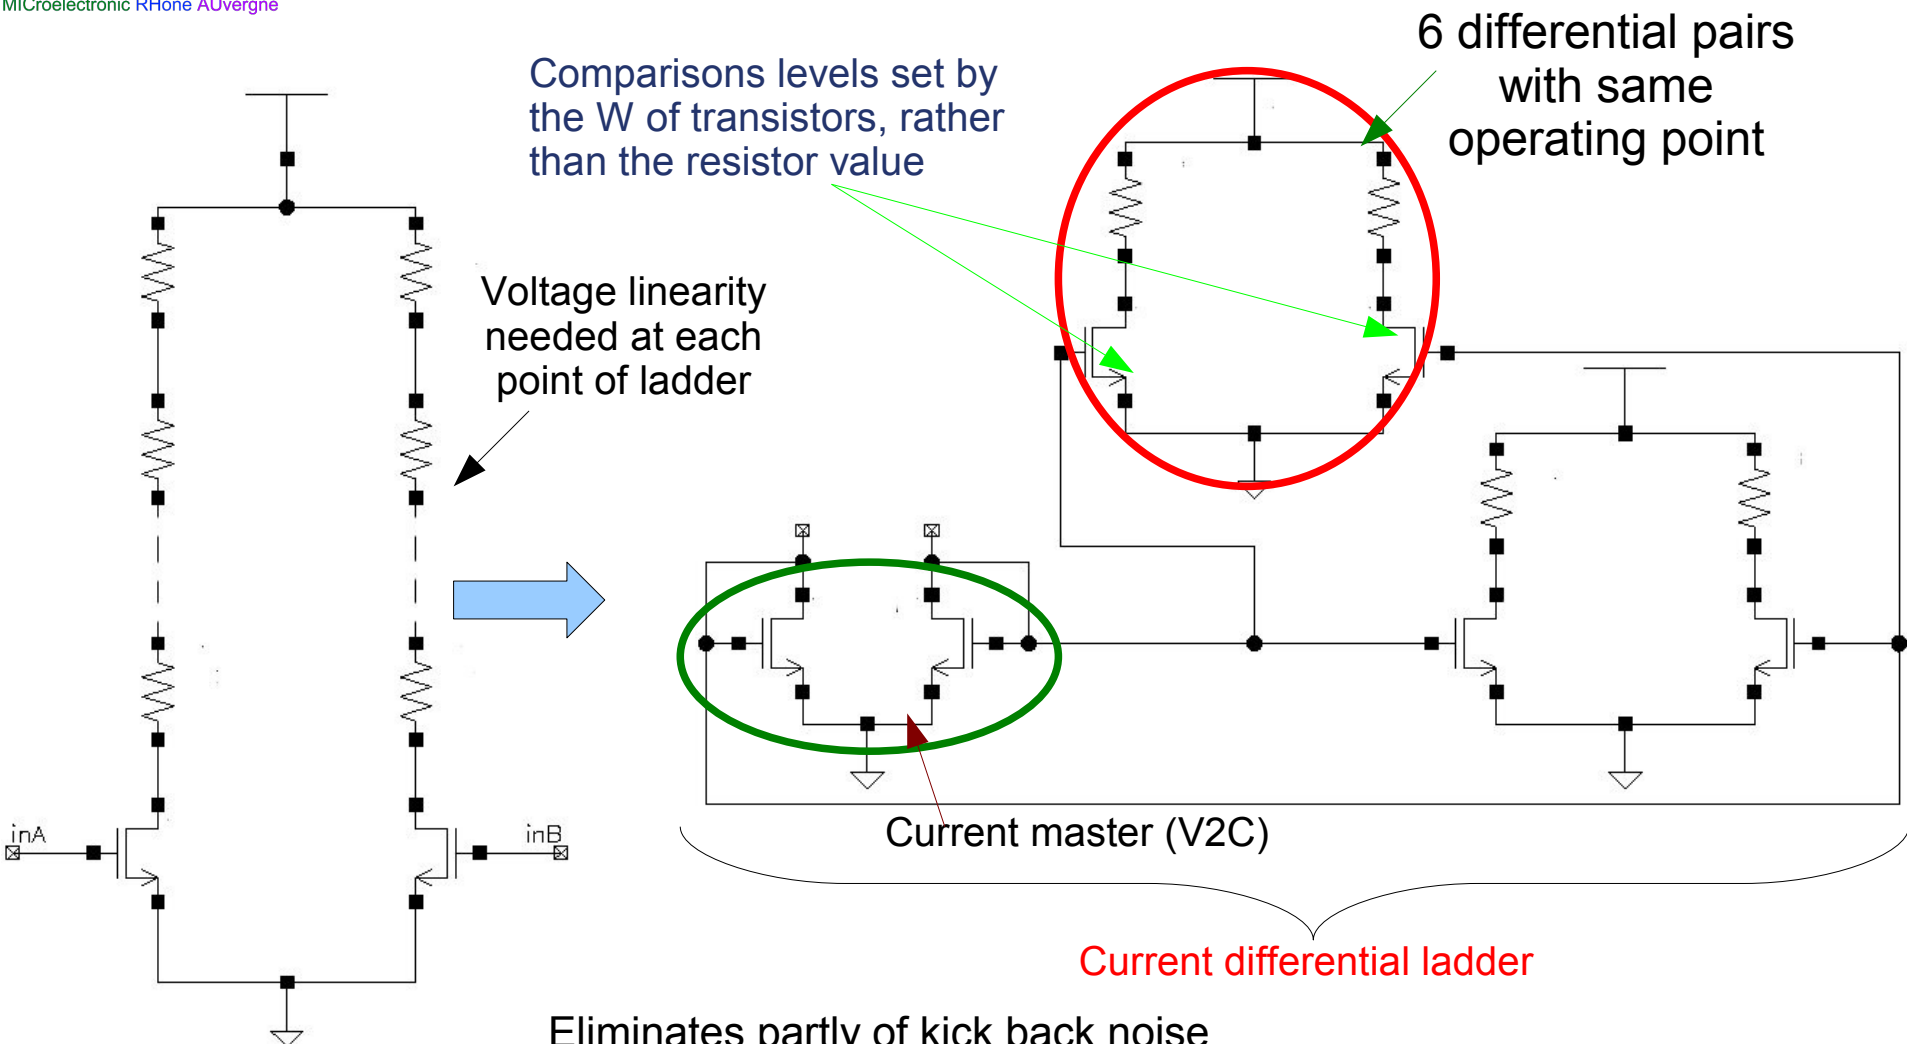 MICroelectronic RHone AUvergne
6 differential pairs
with same
operating point
Comparisons levels set by
the W of transistors, rather
than the resistor value
Voltage linearity
needed at each
point of ladder
inA
inB
Current master (V2C)
Current differential ladder
Eliminates partly of kick back noise